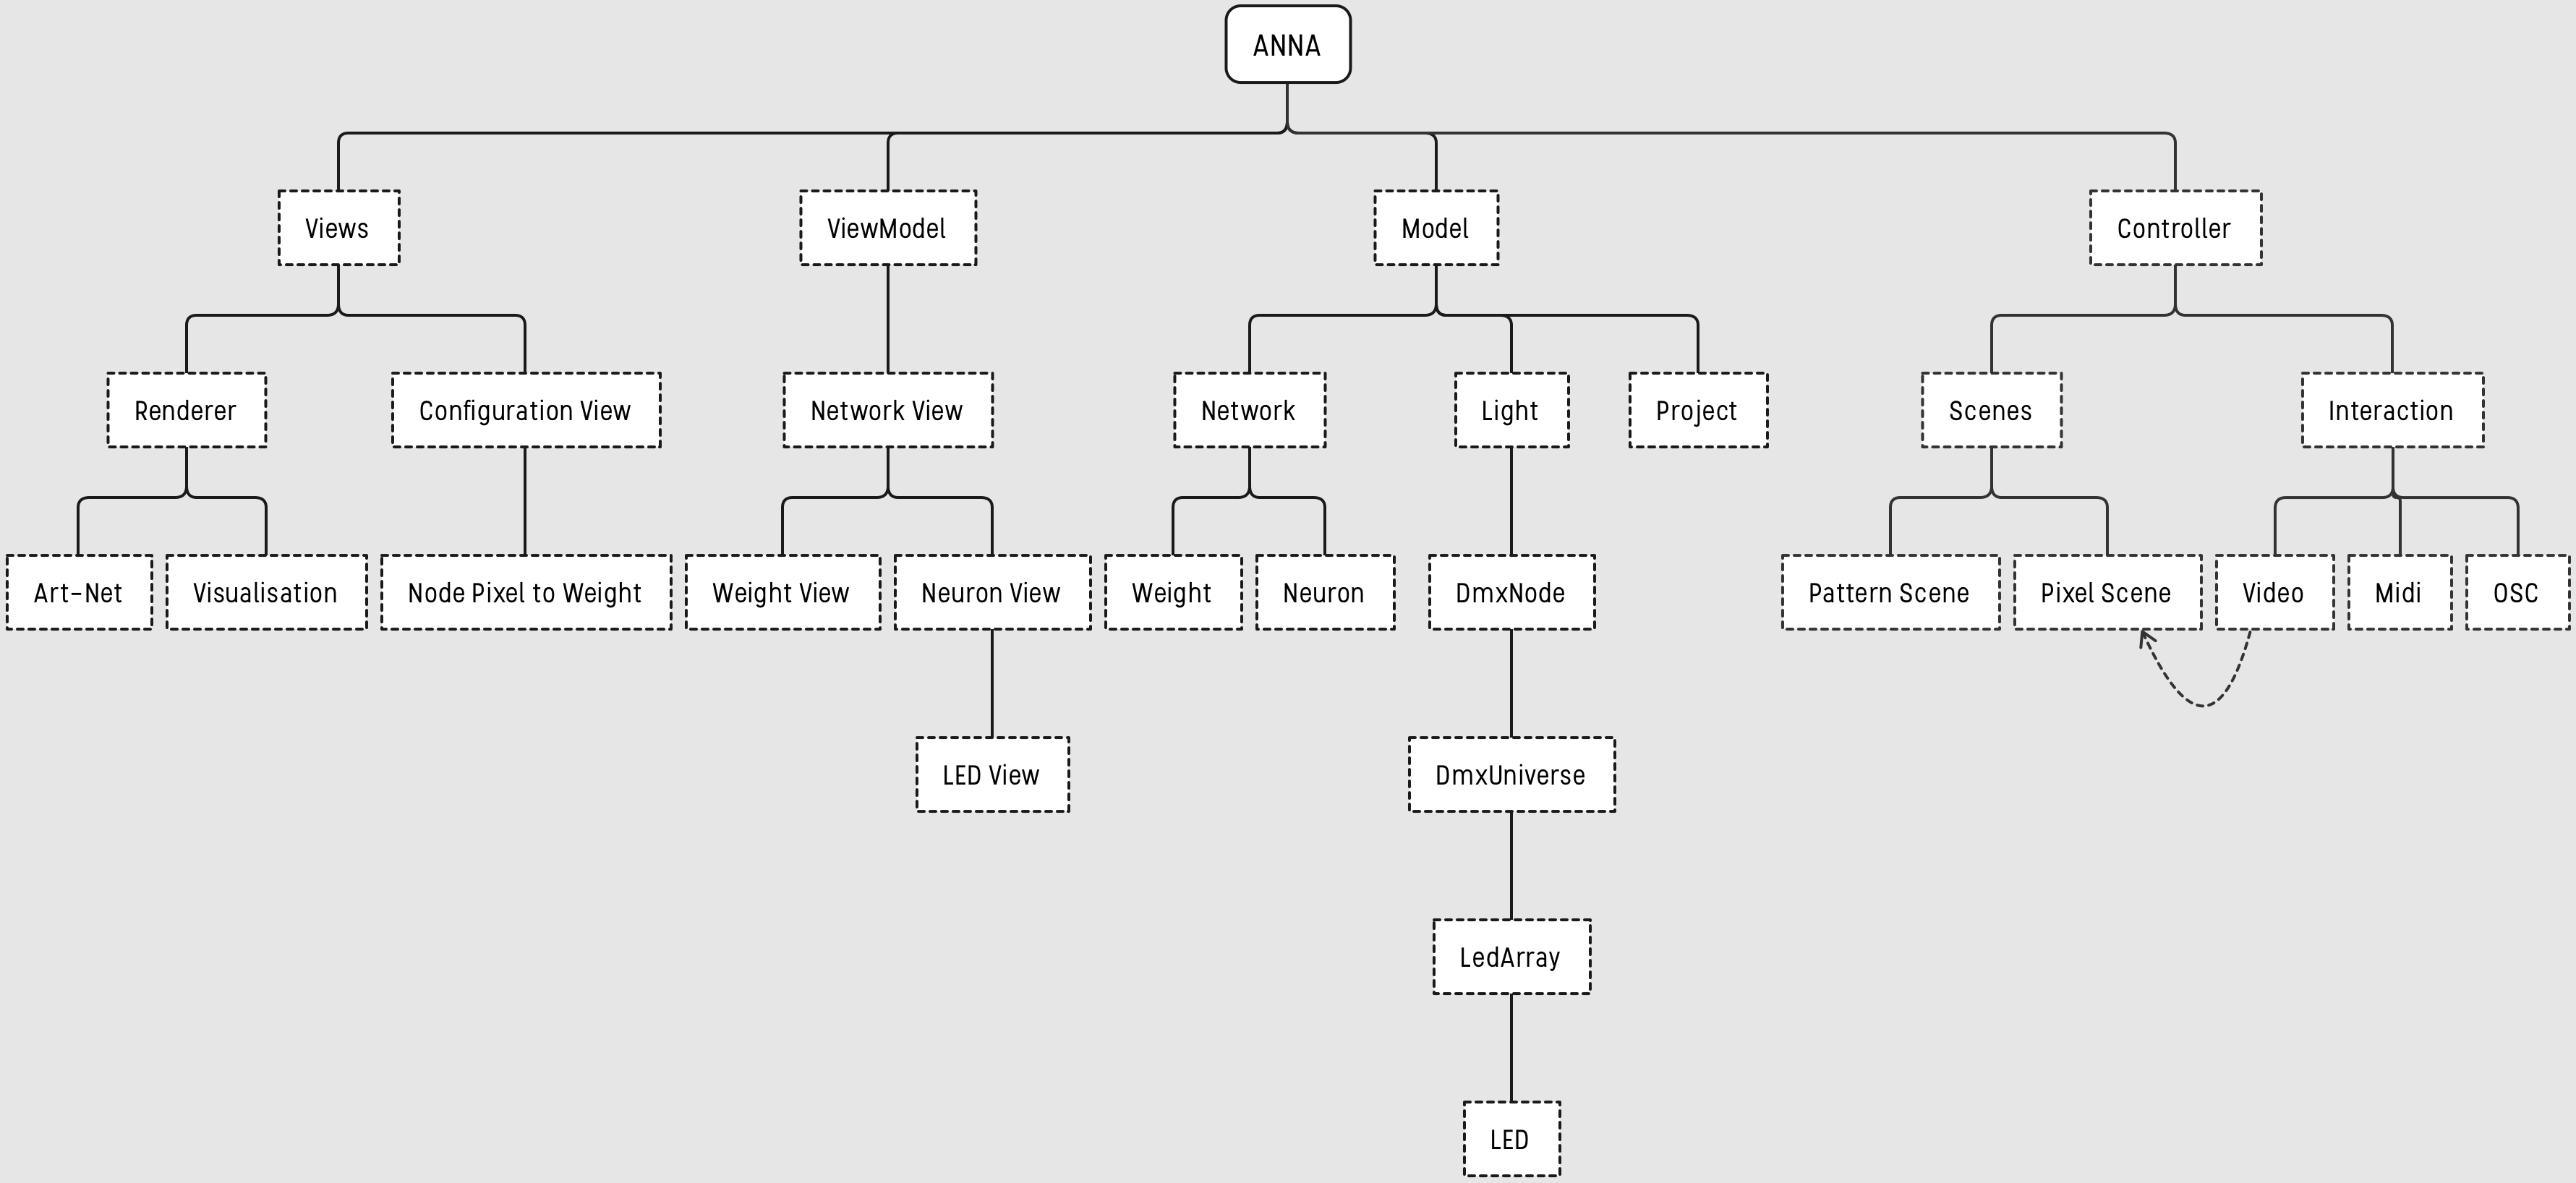 ANNA
Views
ViewModel
Model
Controller
Renderer
Configuration View
Network View
Network
Light
Project
Scenes
Interaction
Art-Net
Visualisation
Node Pixel to Weight
Weight View
Neuron View
Weight
Neuron
DmxNode
Pattern Scene
Pixel Scene
Video
Midi
OSC
LED View
DmxUniverse
LedArray
LED